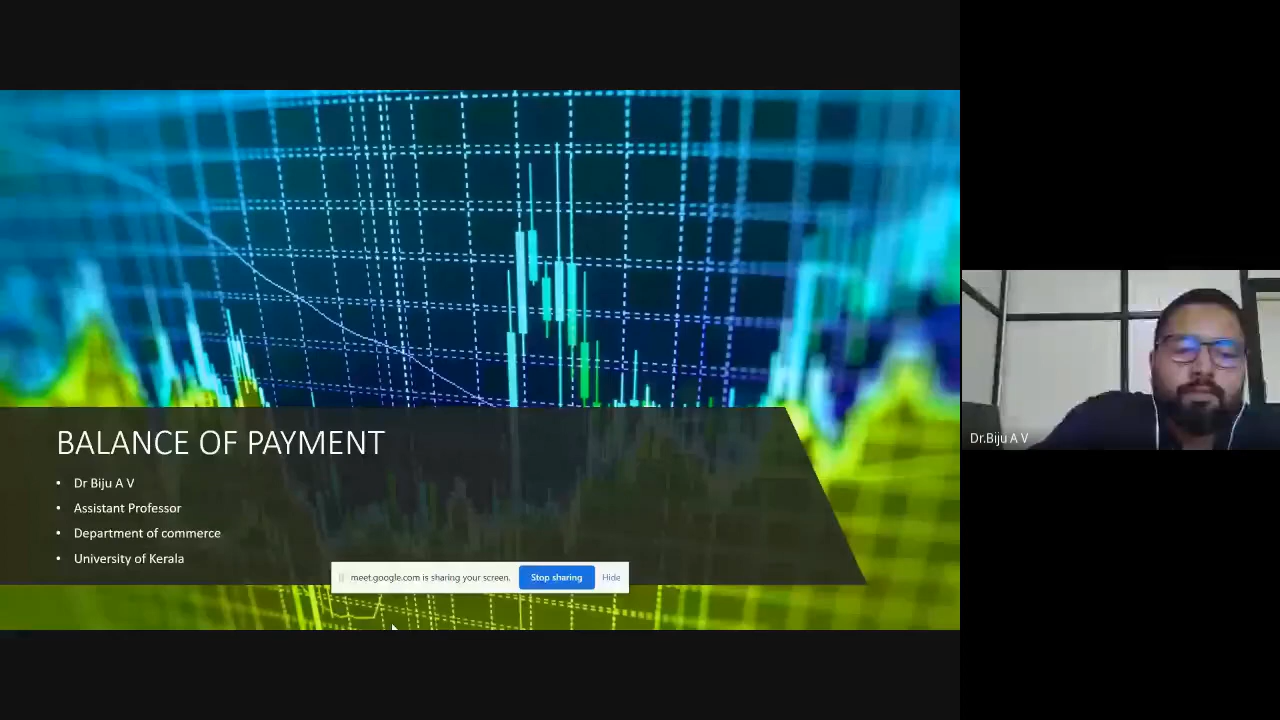 BALANCE OF PAYMENT
• Dr Biju A V
• Assistant Professor
• Department of commerce
• University of Kerala
meet.google.com is sharing your screen. Stop sharing Hide
Dr.Biju A V